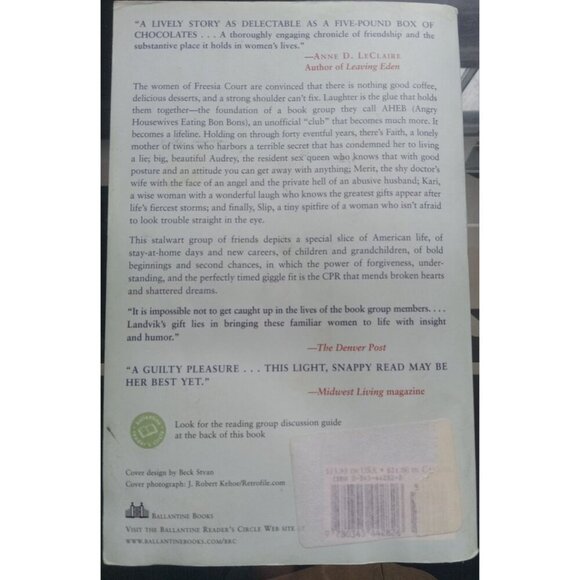 "A LIVELY STORY AS DELECTABLE AS A FIVE-POUND BOX OF
CHOCOLATES . . . A thoroughly engaging chronicle of friendship and the
substantive place it holds in women's lives."
—ANNE D. LECLAIRE
Author of Leaving Eden
The women of Freesia Court are convinced that there is nothing good coffee,
delicious desserts, and a strong shoulder can't fix. Laughter is the glue that holds
them together—the foundation of a book group they call AHEB (Angry
Housewives Eating Bon Bons), an unofficial "club" that becomes much more. It
becomes a lifeline. Holding on through forty eventful years, there's Faith, a lonely
mother of twins who harbors a terrible secret that has condemned her to living
a lie; big, beautiful Audrey, the resident sex queen who knows that with good
posture and an attitude you can get away with anything; Merit, the shy doctor's
wife with the face of an angel and the private hell of an abusive husband; Kari,
a wise woman with a wonderful laugh who knows the greatest gifts appear after
life's fiercest storms; and finally, Slip, a tiny spitfire of a woman who isn't afraid
to look trouble straight in the eye.
This stalwart group of friends depicts a special slice of American life, of
stay-at-home days and new careers, of children and grandchildren, of bold
beginnings and second chances, in which the power of forgiveness, under-
standing, and the perfectly timed giggle fit is the CPR that mends broken hearts
and shattered dreams.
"It is impossible not to get caught up in the lives of the book group members. . . .
Landvik's gift lies in bringing these familiar women to life with insight
and humor."
—The Denver Post
"A GUILTY PLEASURE . . . THIS LIGHT, SNAPPY READ MAY BE
HER BEST YET."
—Midwest Living magazine
Look for the reading group discussion guide
at the back of this book
Cover design by Beck Stvan
Cover photograph: J. Robert Kehoe/Retrofile.com
BALLANTINE BOOKS
VISIT THE BALLANTINE READER'S CIRCLE WEB SITE
WWW.BALLANTINEBOOKS.COM/BRC